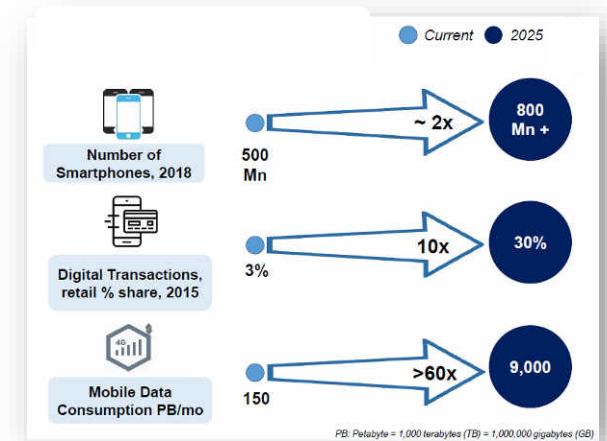 Current 2025
~ 2x
800
Mn +
Number of
Smartphones, 2018
500
Mn
10x
30%
3%
Digital Transactions,
retail % share, 2015
4G
>60x
9,000
150
Mobile Data
Consumption PB/mo
PB: Petabyte = 1,000 terabytes (TB) = 1,000,000 gigabytes (GB)